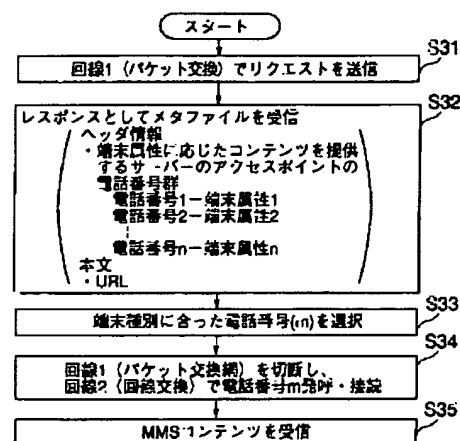 スタート
S31
回線1（パケット交換）でリクエストを送信
S32
レスポンスとしてメタファイルを受信
ヘッダ情報
・端末属性に応じたコンテンツを提供
するサーバーのアクセスポイントの
電話番号群
電話番号1－端末属性1
電話番号2－端末属性2
⋮
電話番号n－端末属性n
本文
・URL
S33
端末種別に合った電話番号(m)を選択
S34
回線1（パケット交換網）を切断し、
回線2（回線交換）で電話番号m発呼・接続
S35
MMSコンテンツを受信